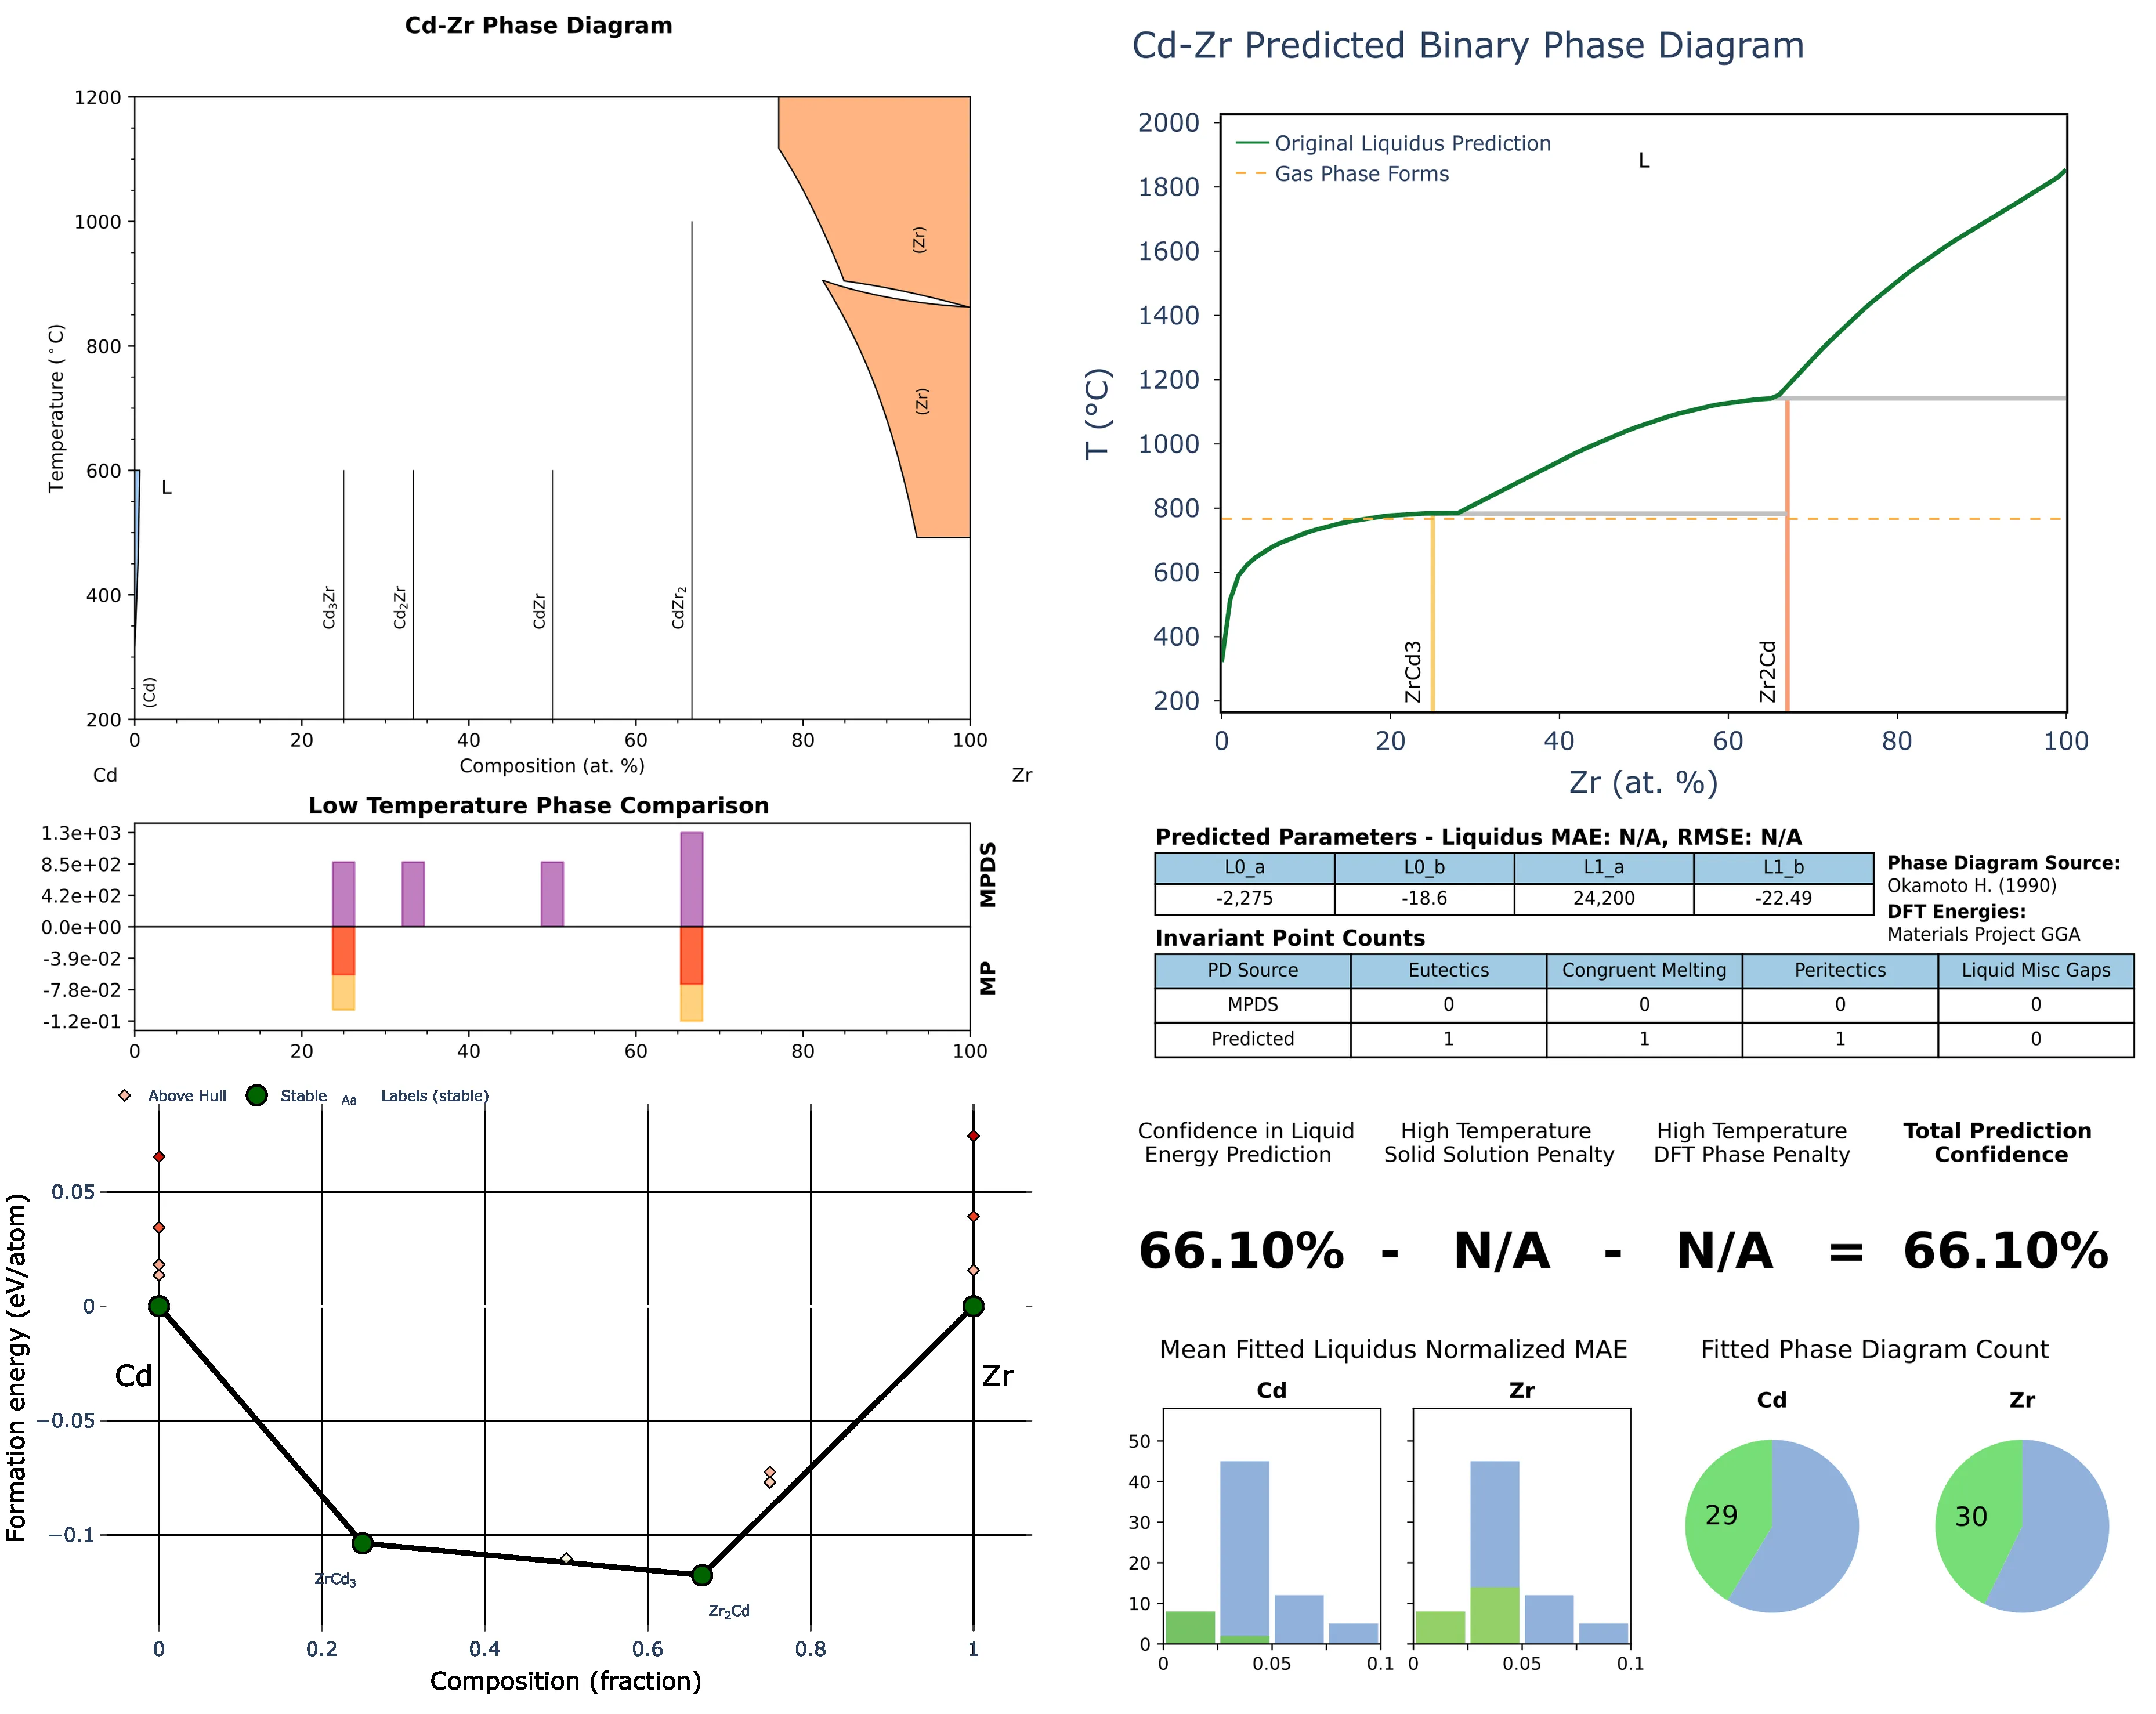 Cd-Zr Phase Diagram
1200
1000
800
600
400
200
Temperature (°C)
(Zr)
(Zr)
L
(Cd)
Cd₃Zr
Cd₂Zr
CdZr
CdZr₂
0 20 40 60 80 100
Composition (at. %)
Cd
Zr
Low Temperature Phase Comparison
1.3e+03
8.5e+02
4.2e+02
0.0e+00
-3.9e-02
-7.8e-02
-1.2e-01
MPDS
MP
0 20 40 60 80 100
Above Hull Stable Aa Labels (stable)
0.05
0
−0.05
−0.1
Formation energy (eV/atom)
Cd
Zr
ZrCd₃
Zr₂Cd
0 0.2 0.4 0.6 0.8 1
Composition (fraction)
Cd-Zr Predicted Binary Phase Diagram
2000
1800
1600
1400
1200
1000
800
600
400
200
T (°C)
Original Liquidus Prediction
Gas Phase Forms
L
ZrCd3
Zr2Cd
0 20 40 60 80 100
Zr (at. %)
Predicted Parameters - Liquidus MAE: N/A, RMSE: N/A
L0_a L0_b L1_a L1_b
-2,275 -18.6 24,200 -22.49
Phase Diagram Source:
Okamoto H. (1990)
DFT Energies:
Materials Project GGA
Invariant Point Counts
PD Source Eutectics Congruent Melting Peritectics Liquid Misc Gaps
MPDS 0 0 0 0
Predicted 1 1 1 0
Confidence in Liquid
Energy Prediction
High Temperature
Solid Solution Penalty
High Temperature
DFT Phase Penalty
Total Prediction
Confidence
66.10% - N/A - N/A = 66.10%
Mean Fitted Liquidus Normalized MAE
Cd
Zr
50
40
30
20
10
0
0 0.05 0.1
0 0.05 0.1
Fitted Phase Diagram Count
Cd
Zr
29
30